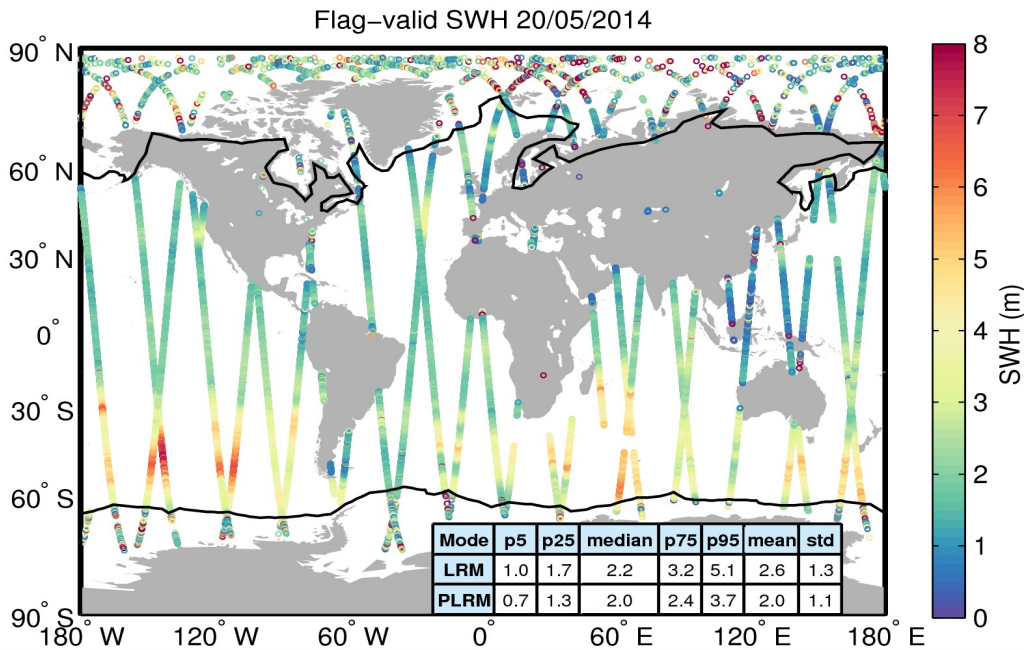 Flag−valid SWH 20/05/2014
90° N
60° N
30° N
0°
30° S
60° S
90° S
180° W
120° W
60° W
0°
60° E
120° E
180° E
8
7
6
5
4
3
2
1
0
SWH (m)
Mode p5 p25 median p75 p95 mean std
LRM 1.0 1.7 2.2 3.2 5.1 2.6 1.3
PLRM 0.7 1.3 2.0 2.4 3.7 2.0 1.1